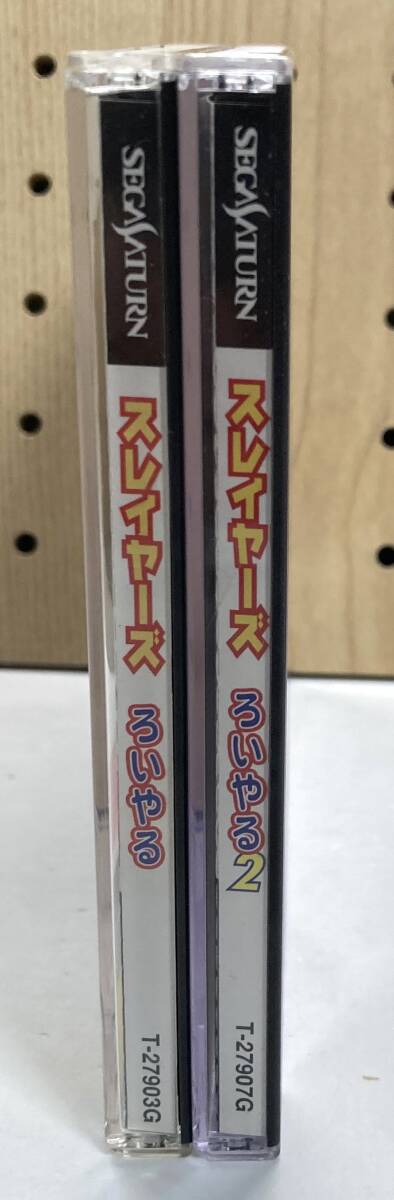 SEGA SATURN
スレイヤーズ ろいやる
T-27903G
SEGA SATURN
スレイヤーズ ろいやる2
T-27907G